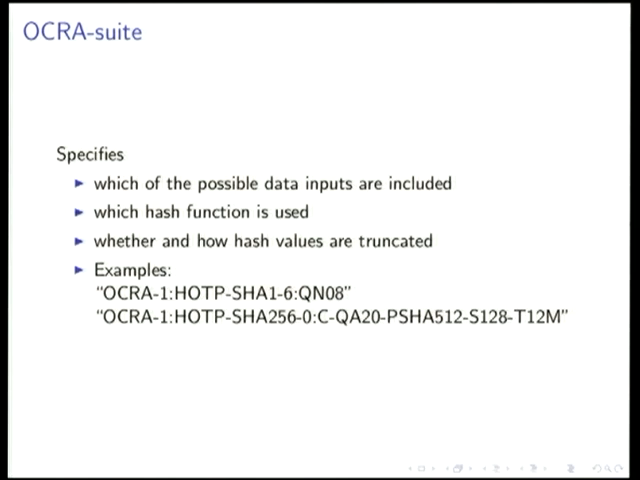 OCRA-suite
Specifies
which of the possible data inputs are included
which hash function is used
whether and how hash values are truncated
Examples:
“OCRA-1:HOTP-SHA1-6:QN08”
“OCRA-1:HOTP-SHA256-0:C-QA20-PSHA512-S128-T12M”